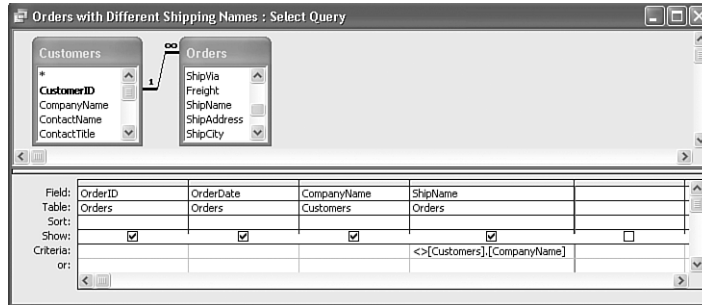 Orders with Different Shipping Names : Select Query
Customers
*
CustomerID
CompanyName
ContactName
ContactTitle
1
∞
Orders
ShipVia
Freight
ShipName
ShipAddress
ShipCity
Field: OrderID OrderDate CompanyName ShipName
Table: Orders Orders Customers Orders
Sort:
Show:
Criteria: <>[Customers].[CompanyName]
or: